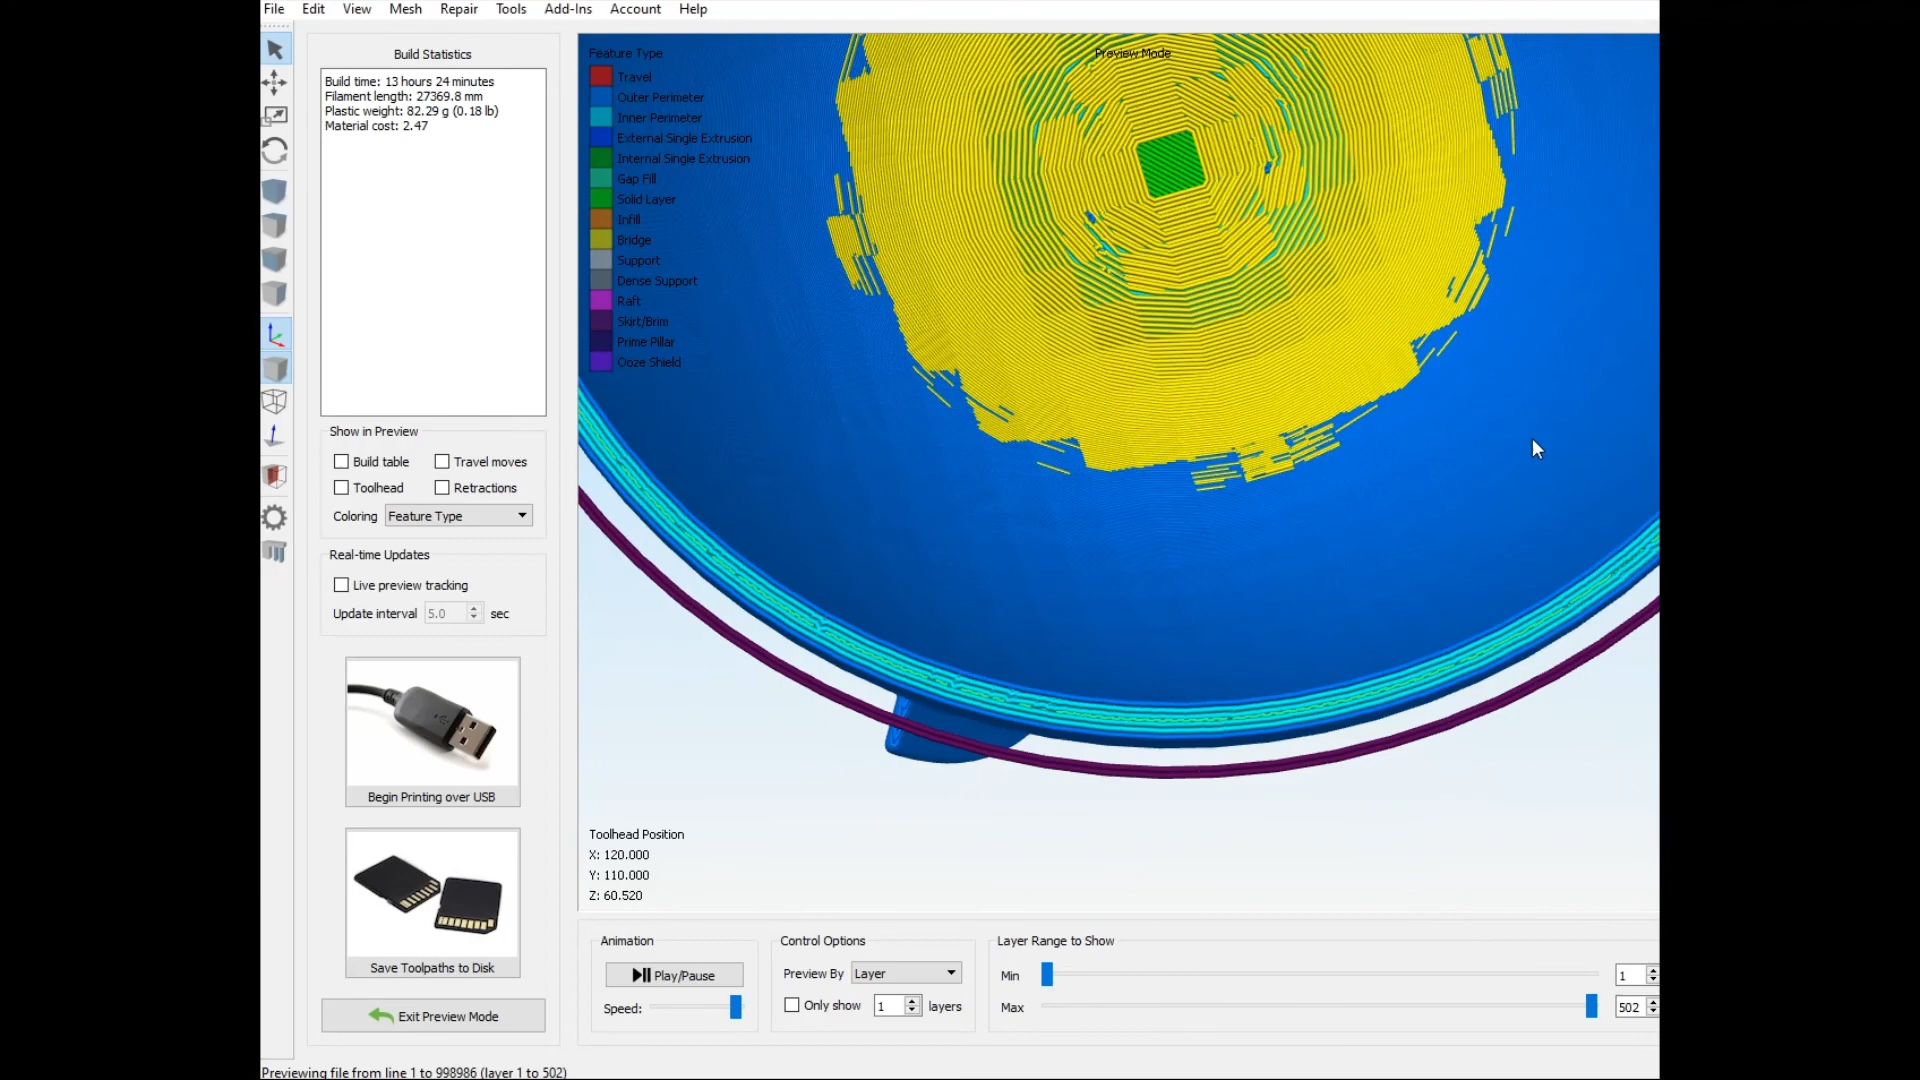 File Edit View Mesh Repair Tools Add-Ins Account Help
Build Statistics
Build time: 13 hours 24 minutes
Filament length: 27369.8 mm
Plastic weight: 82.29 g (0.18 lb)
Material cost: 2.47
Show in Preview
Build table Travel moves
Toolhead Retractions
Coloring Feature Type
Real-time Updates
Live preview tracking
Update interval 5.0 sec
Begin Printing over USB
Save Toolpaths to Disk
Exit Preview Mode
Feature Type
Preview Mode
Travel
Outer Perimeter
Inner Perimeter
External Single Extrusion
Internal Single Extrusion
Gap Fill
Solid Layer
Infill
Bridge
Support
Dense Support
Raft
Skirt/Brim
Prime Pillar
Ooze Shield
Toolhead Position
X: 120.000
Y: 110.000
Z: 60.520
Animation
Play/Pause
Speed:
Control Options
Preview By Layer
Only show 1 layers
Layer Range to Show
Min 1
Max 502
Previewing file from line 1 to 998986 (layer 1 to 502)